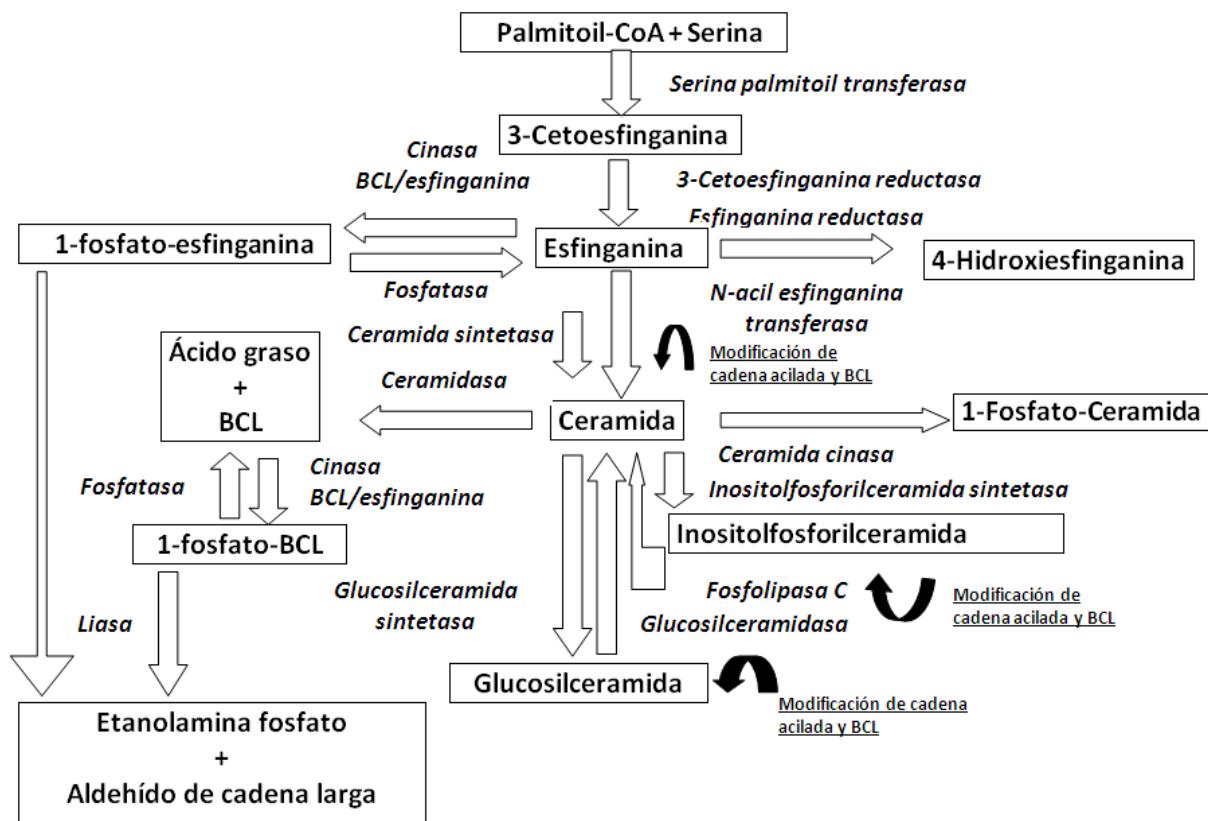 Palmitoil-CoA + Serina
Serina palmitoil transferasa
3-Cetoesfinganina
Cinasa
BCL/esfinganina
3-Cetoesfinganina reductasa
Esfinganina reductasa
1-fosfato-esfinganina
Esfinganina
4-Hidroxiesfinganina
Fosfatasa
N-acil esfinganina
transferasa
Ceramida sintetasa
Modificación de
cadena acilada y BCL
Ácido graso
+
BCL
Ceramidasa
Ceramida
1-Fosfato-Ceramida
Ceramida cinasa
Fosfatasa
Cinasa
BCL/esfinganina
Inositolfosforilceramida sintetasa
1-fosfato-BCL
Inositolfosforilceramida
Glucosilceramida
sintetasa
Fosfolipasa C
Glucosilceramidasa
Modificación de
cadena acilada y BCL
Liasa
Glucosilceramida
Modificación de cadena
acilada y BCL
Etanolamina fosfato
+
Aldehído de cadena larga